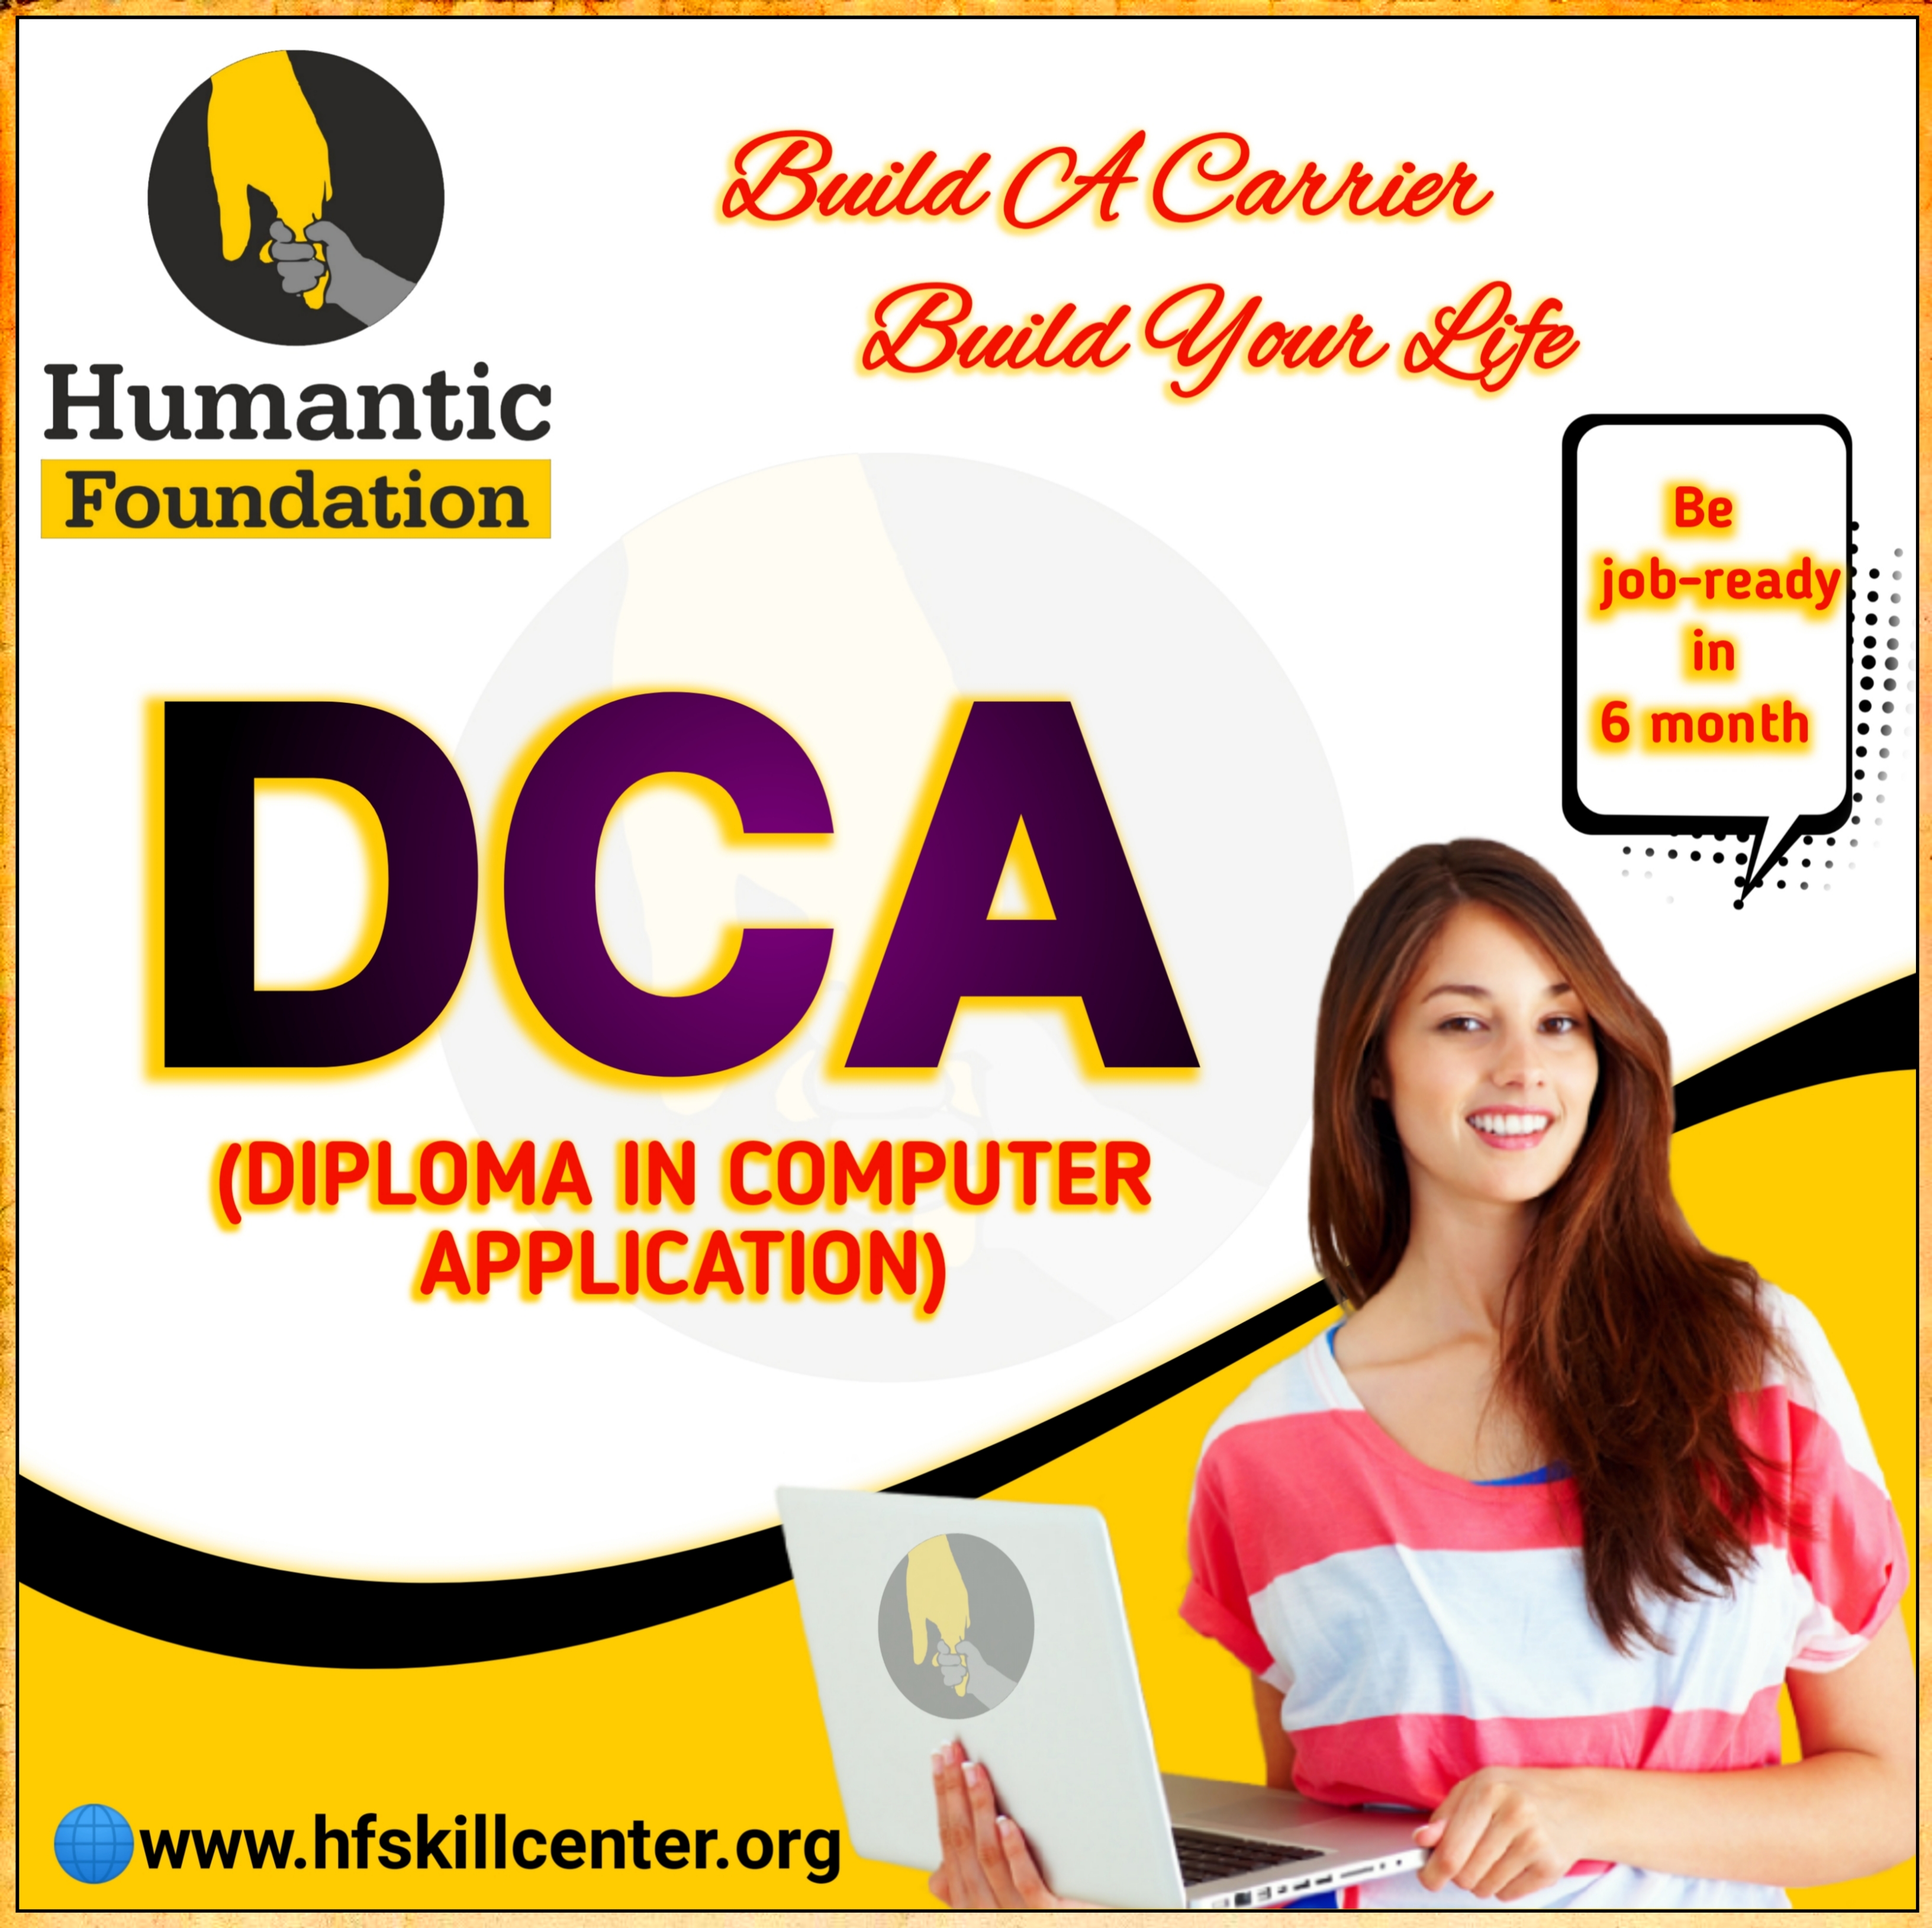 Humantic
Foundation
Build A Carrier
Build Your Life
Be
job-ready
in
6 month
DCA
(DIPLOMA IN COMPUTER
APPLICATION)
www.hfskillcenter.org